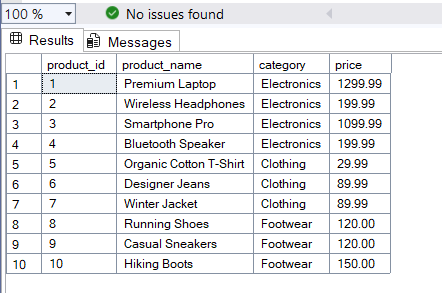 100 % No issues found
Results Messages
product_id product_name category price
1 1 Premium Laptop Electronics 1299.99
2 2 Wireless Headphones Electronics 199.99
3 3 Smartphone Pro Electronics 1099.99
4 4 Bluetooth Speaker Electronics 199.99
5 5 Organic Cotton T-Shirt Clothing 29.99
6 6 Designer Jeans Clothing 89.99
7 7 Winter Jacket Clothing 89.99
8 8 Running Shoes Footwear 120.00
9 9 Casual Sneakers Footwear 120.00
10 10 Hiking Boots Footwear 150.00